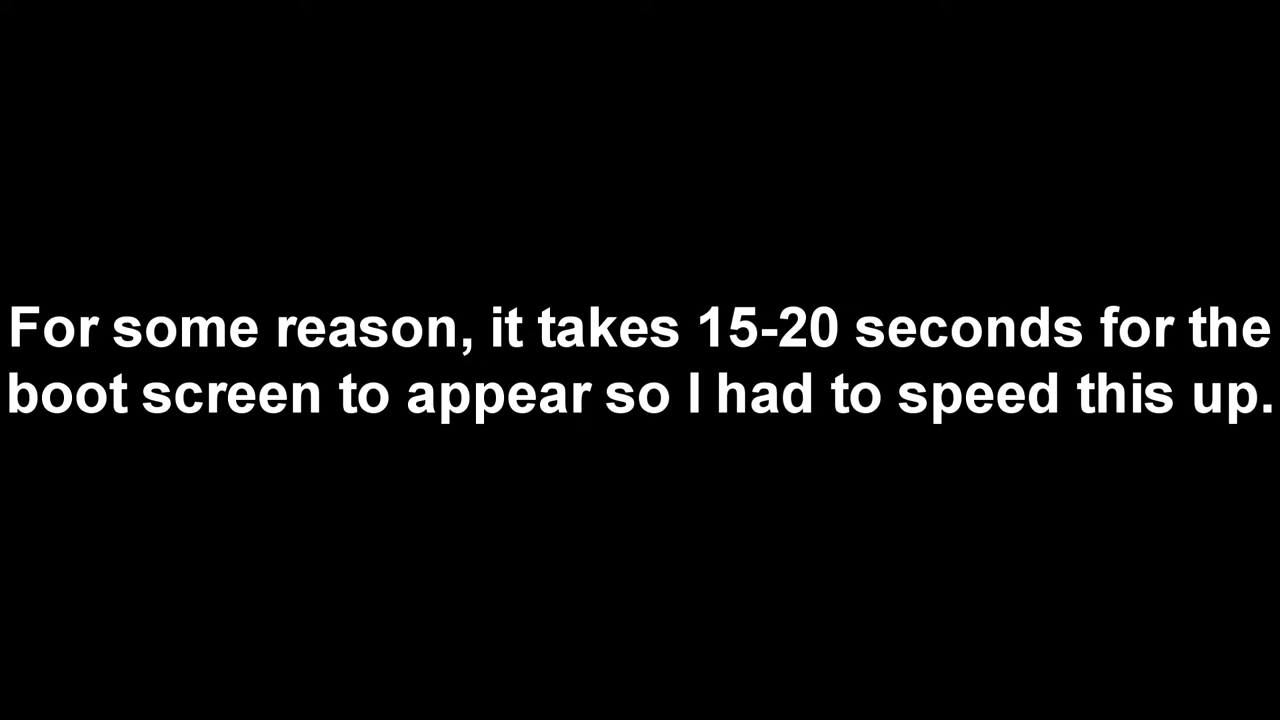 For some reason, it takes 15-20 seconds for the
boot screen to appear so I had to speed this up.